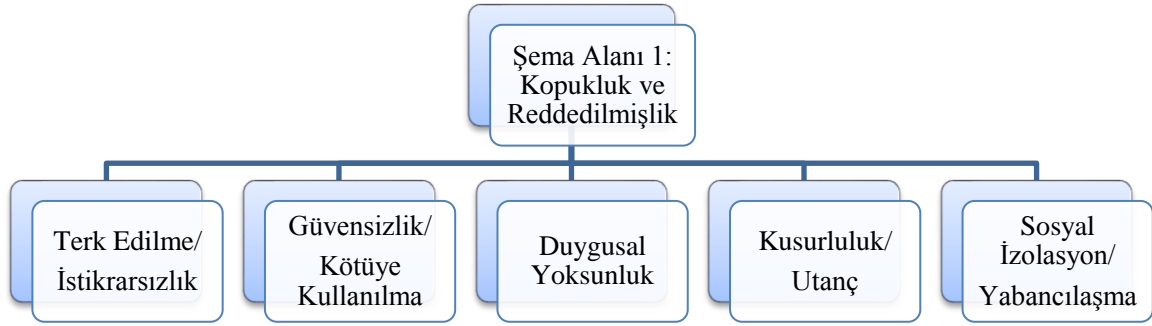 Şema Alanı 1:
Kopukluk ve
Reddedilmişlik
Terk Edilme/
İstikrarsızlık
Güvensizlik/
Kötüye
Kullanılma
Duygusal
Yoksunluk
Kusurluluk/
Utanç
Sosyal
İzolasyon/
Yabancılaşma